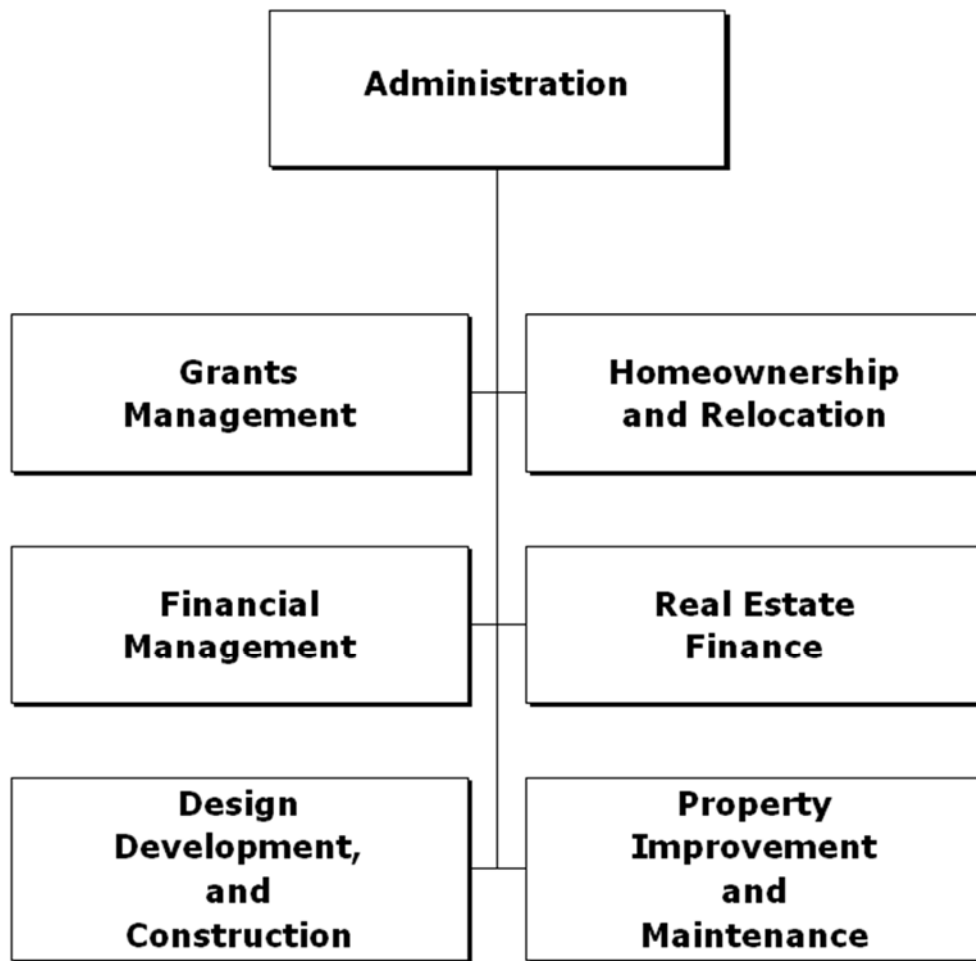 Administration
Grants
Management
Homeownership
and Relocation
Financial
Management
Real Estate
Finance
Design
Development,
and
Construction
Property
Improvement
and
Maintenance